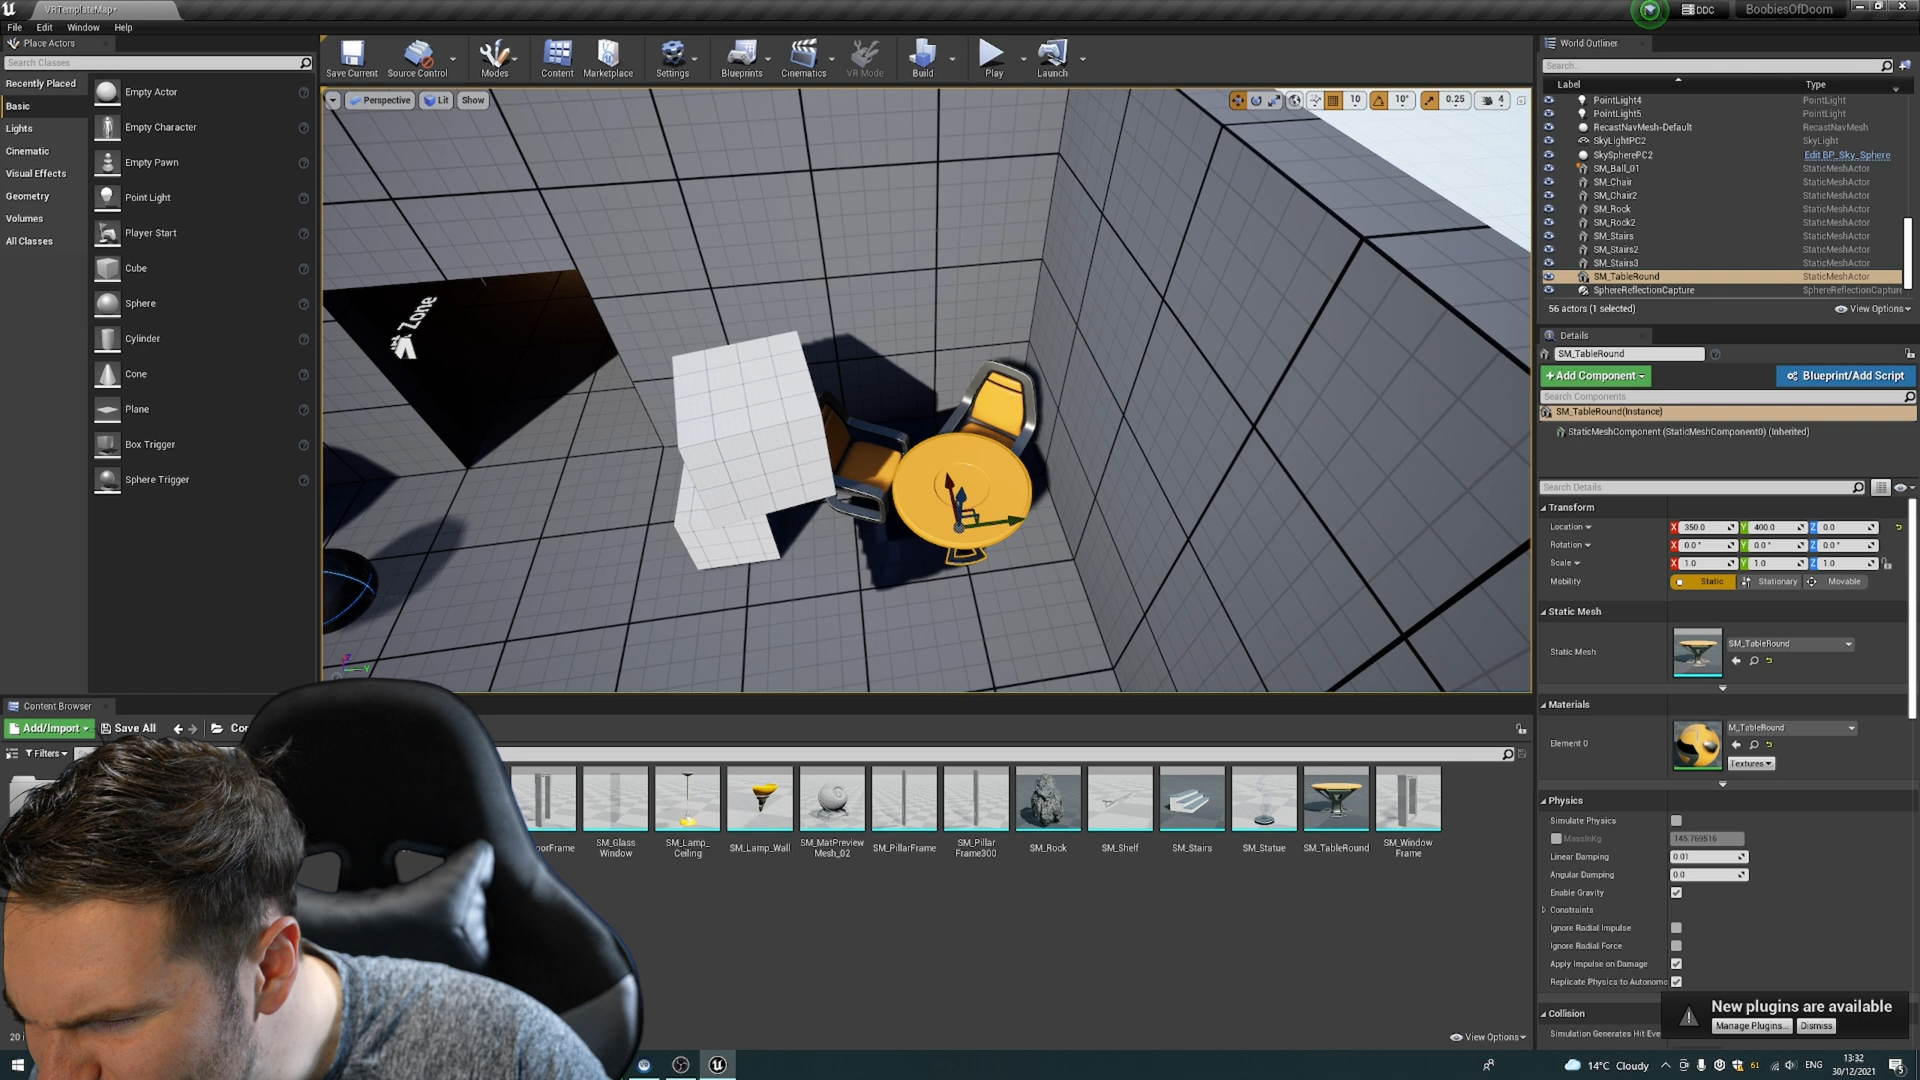 VRTemplateMap*
DDC
BoobiesOfDoom
File Edit Window Help
Place Actors
Search Classes
Recently Placed
Basic
Lights
Cinematic
Visual Effects
Geometry
Volumes
All Classes
Empty Actor
Empty Character
Empty Pawn
Point Light
Player Start
Cube
Sphere
Cylinder
Cone
Plane
Box Trigger
Sphere Trigger
Save Current
Source Control
Modes
Content
Marketplace
Settings
Blueprints
Cinematics
VR Mode
Build
Play
Launch
Perspective
Lit
Show
10
10°
0.25
4
Zone
World Outliner
Search...
Label Type
PointLight4 PointLight
PointLight5 PointLight
RecastNavMesh-Default RecastNavMesh
SkyLightPC2 SkyLight
SkySpherePC2 Edit BP_Sky_Sphere
SM_Ball_01 StaticMeshActor
SM_Chair StaticMeshActor
SM_Chair2 StaticMeshActor
SM_Rock StaticMeshActor
SM_Rock2 StaticMeshActor
SM_Stairs StaticMeshActor
SM_Stairs2 StaticMeshActor
SM_Stairs3 StaticMeshActor
SM_TableRound StaticMeshActor
SphereReflectionCapture SphereReflectionCapture
56 actors (1 selected)
View Options
Details
SM_TableRound
+ Add Component
Blueprint/Add Script
Search Components
SM_TableRound(Instance)
StaticMeshComponent (StaticMeshComponent0) (Inherited)
Search Details
Transform
Location X 350.0 Y 400.0 Z 0.0
Rotation X 0.0° Y 0.0° Z 0.0°
Scale X 1.0 Y 1.0 Z 1.0
Mobility Static Stationary Movable
Static Mesh
Static Mesh SM_TableRound
Materials
Element 0 M_TableRound
Textures
Physics
Simulate Physics
MassInKg 145.769516
Linear Damping 0.01
Angular Damping 0.0
Enable Gravity
Constraints
Ignore Radial Impulse
Ignore Radial Force
Apply Impulse on Damage
Replicate Physics to Autonomo
Collision
Simulation Generates Hit Eve
New plugins are available
Manage Plugins... Dismiss
Content Browser
Add/Import
Save All
Filters
SM_Glass Window
SM_Lamp_ Ceiling
SM_Lamp_Wall
SM_MatPreview Mesh_02
SM_PillarFrame
SM_Pillar Frame300
SM_Rock
SM_Shelf
SM_Stairs
SM_Statue
SM_TableRound
SM_Window Frame
View Options
14°C Cloudy
61
ENG
13:32
30/12/2021